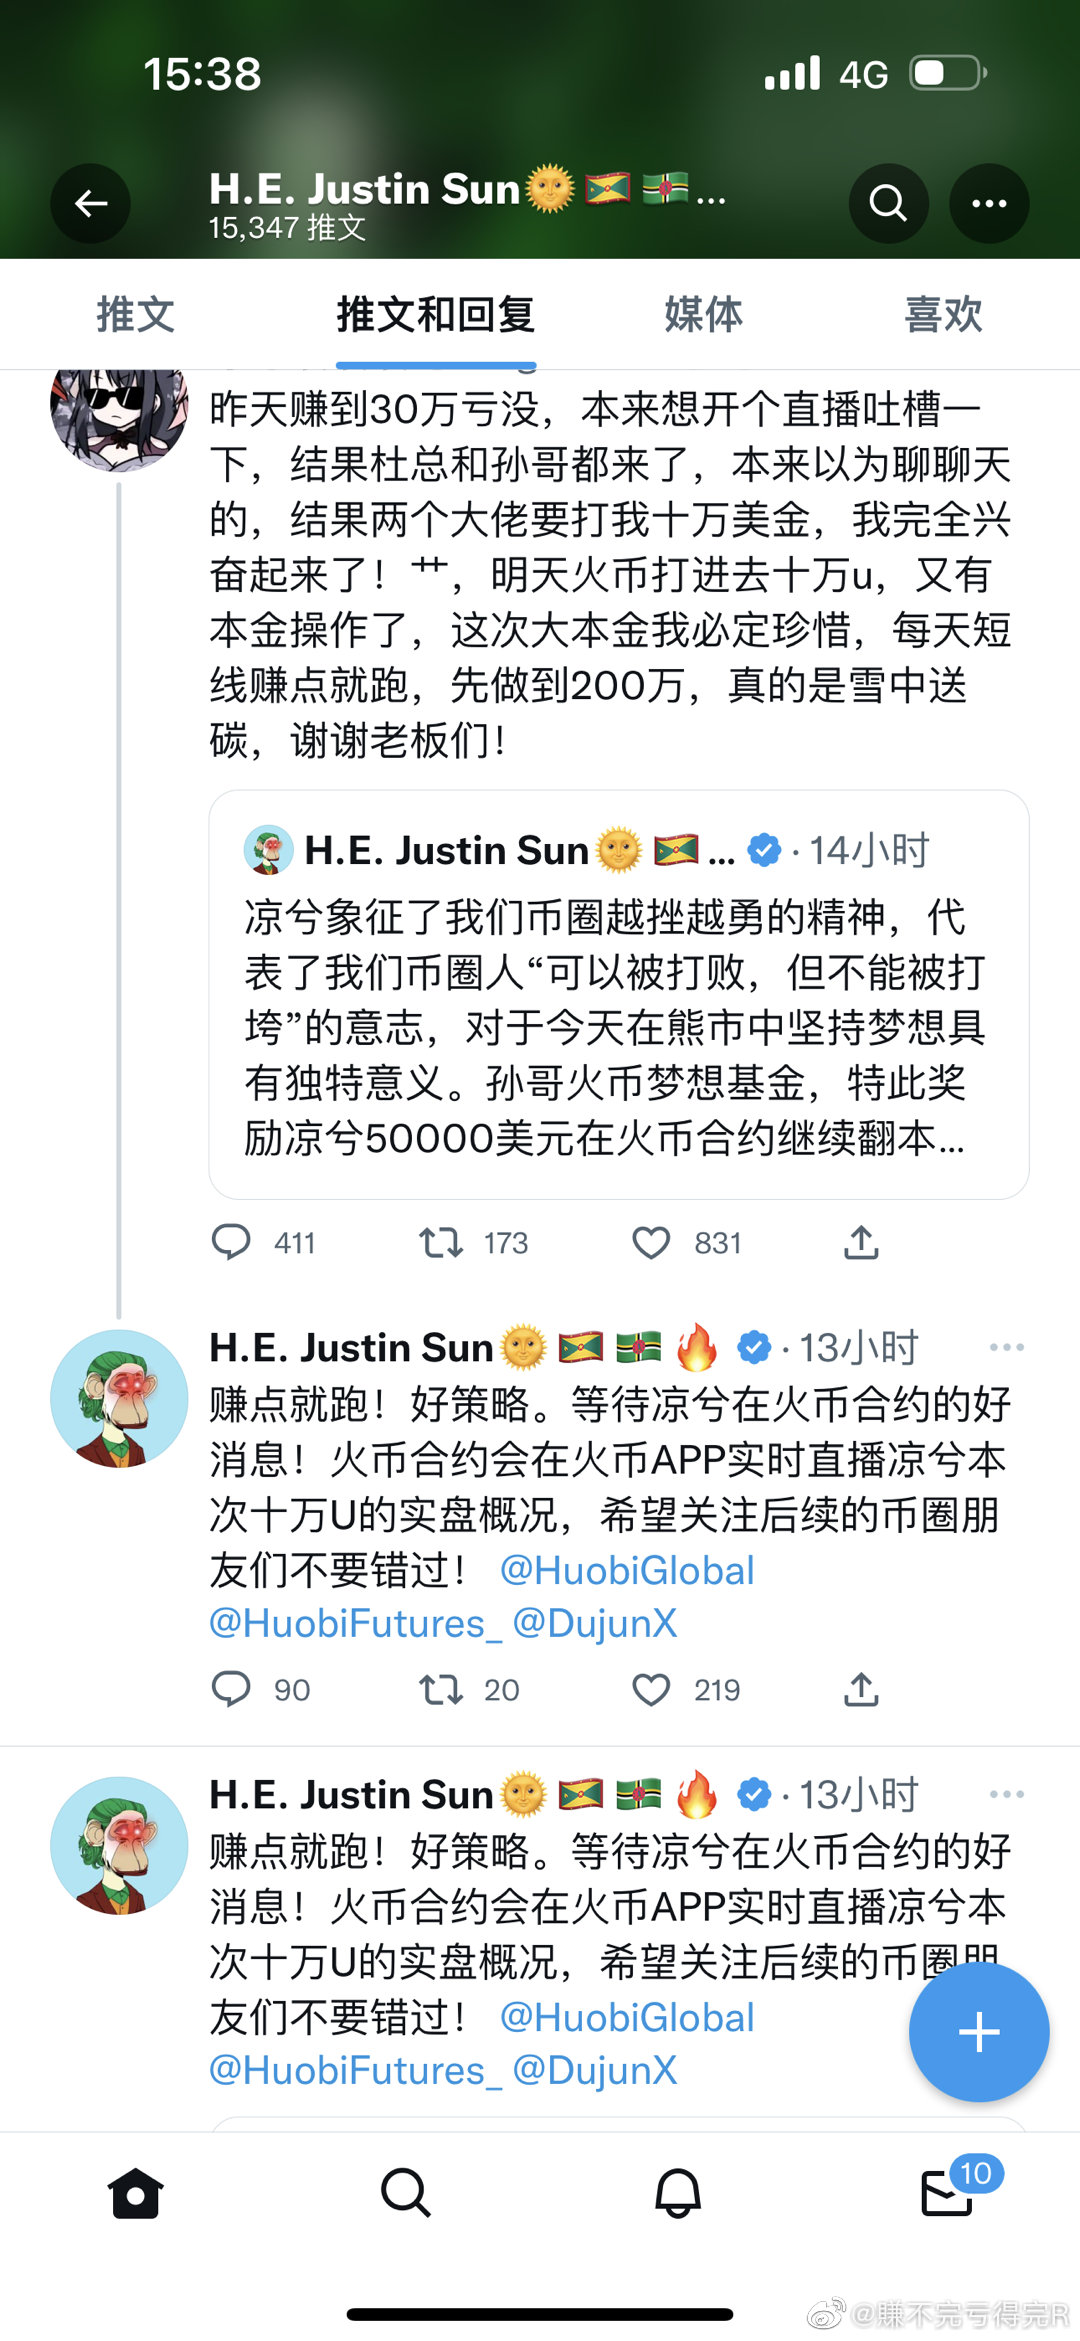 15:38
4G
H.E. Justin Sun🌞🇬🇩🇩🇲...
15,347 推文
推文 推文和回复 媒体 喜欢
昨天赚到30万亏没，本来想开个直播吐槽一
下，结果杜总和孙哥都来了，本来以为聊聊天
的，结果两个大佬要打我十万美金，我完全兴
奋起来了！艹，明天火币打进去十万u，又有
本金操作了，这次大本金我必定珍惜，每天短
线赚点就跑，先做到200万，真的是雪中送
碳，谢谢老板们！
H.E. Justin Sun🌞🇬🇩... · 14小时
凉兮象征了我们币圈越挫越勇的精神，代
表了我们币圈人“可以被打败，但不能被打
垮”的意志，对于今天在熊市中坚持梦想具
有独特意义。孙哥火币梦想基金，特此奖
励凉兮50000美元在火币合约继续翻本...
411 173 831
H.E. Justin Sun🌞🇬🇩🇩🇲🔥 · 13小时
赚点就跑！好策略。等待凉兮在火币合约的好
消息！火币合约会在火币APP实时直播凉兮本
次十万U的实盘概况，希望关注后续的币圈朋
友们不要错过！ @HuobiGlobal
@HuobiFutures_ @DujunX
90 20 219
H.E. Justin Sun🌞🇬🇩🇩🇲🔥 · 13小时
赚点就跑！好策略。等待凉兮在火币合约的好
消息！火币合约会在火币APP实时直播凉兮本
次十万U的实盘概况，希望关注后续的币圈朋
友们不要错过！ @HuobiGlobal
@HuobiFutures_ @DujunX
10
@賺不完亏得完R